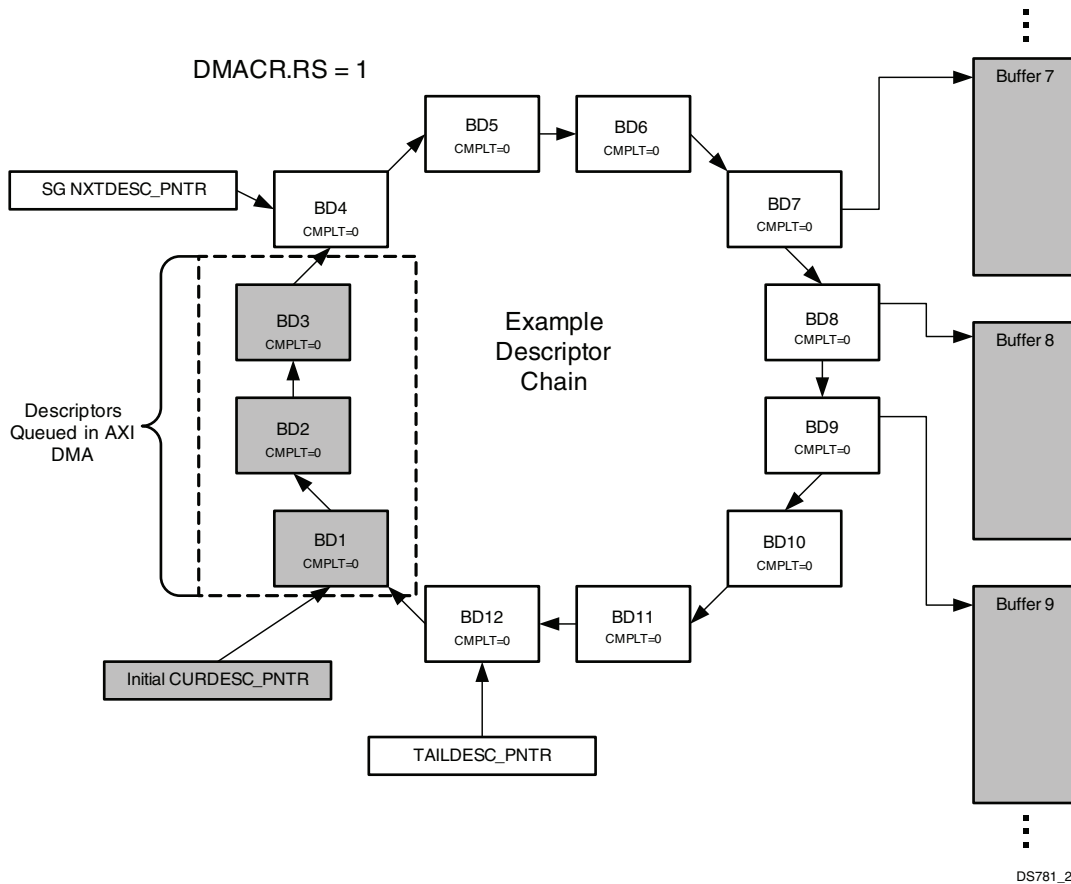 DMACR.RS = 1
Buffer 7
BD5
CMPLT=0
BD6
CMPLT=0
SG NXTDESC_PNTR
BD4
CMPLT=0
BD7
CMPLT=0
BD3
CMPLT=0
Example
Descriptor
Chain
BD8
CMPLT=0
Buffer 8
Descriptors
Queued in AXI
DMA
BD2
CMPLT=0
BD9
CMPLT=0
BD1
CMPLT=0
BD10
CMPLT=0
BD12
CMPLT=0
BD11
CMPLT=0
Buffer 9
Initial CURDESC_PNTR
TAILDESC_PNTR
DS781_2